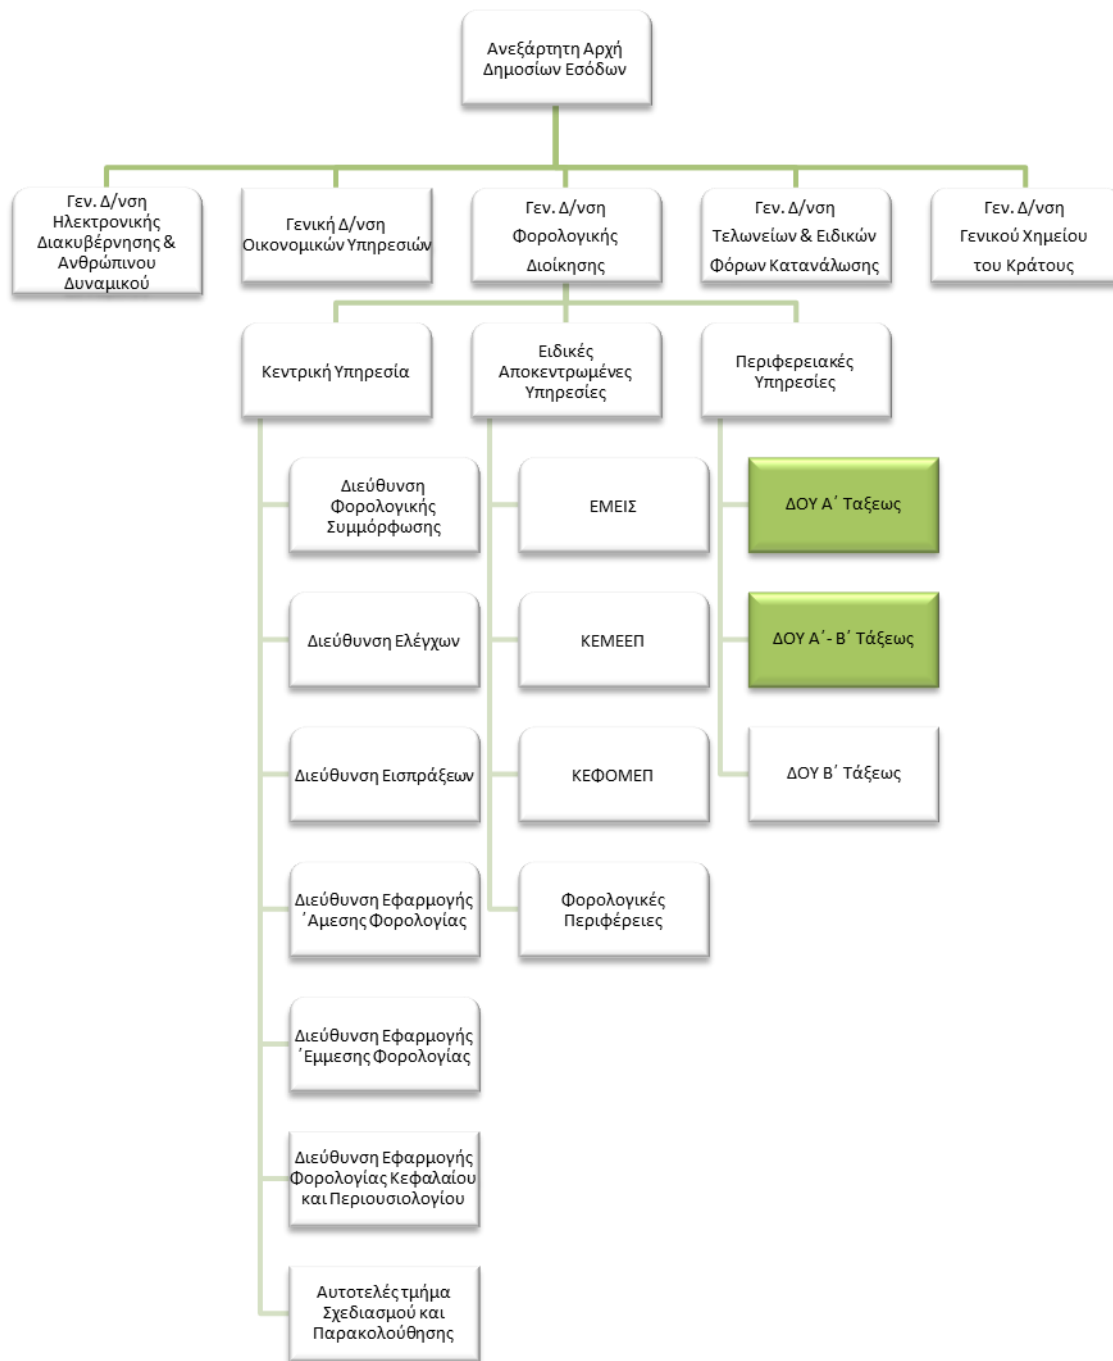 Ανεξάρτητη Αρχή
Δημοσίων Εσόδων
Γεν. Δ/νση
Ηλεκτρονικής
Διακυβέρνησης &
Ανθρώπινου
Δυναμικού
Γενική Δ/νση
Οικονομικών Υπηρεσιών
Γεν. Δ/νση
Φορολογικής
Διοίκησης
Γεν. Δ/νση
Τελωνείων & Ειδικών
Φόρων Κατανάλωσης
Γεν. Δ/νση
Γενικού Χημείου
του Κράτους
Κεντρική Υπηρεσία
Ειδικές
Αποκεντρωμένες
Υπηρεσίες
Περιφερειακές
Υπηρεσίες
Διεύθυνση
Φορολογικής
Συμμόρφωσης
ΕΜΕΙΣ
ΔΟΥ Α΄ Ταξεως
Διεύθυνση Ελέγχων
ΚΕΜΕΕΠ
ΔΟΥ Α΄- Β΄ Τάξεως
Διεύθυνση Εισπράξεων
ΚΕΦΟΜΕΠ
ΔΟΥ Β΄ Τάξεως
Διεύθυνση Εφαρμογής
΄Αμεσης Φορολογίας
Φορολογικές
Περιφέρειες
Διεύθυνση Εφαρμογής
΄Εμμεσης Φορολογίας
Διεύθυνση Εφαρμογής
Φορολογίας Κεφαλαίου
και Περιουσιολογίου
Αυτοτελές τμήμα
Σχεδιασμού και
Παρακολούθησης